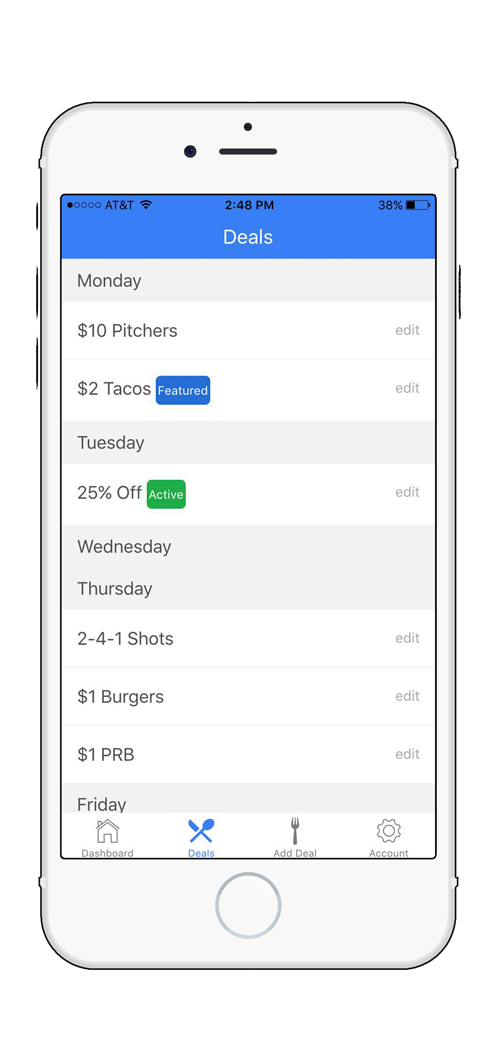 AT&T 2:48 PM 38%
Deals
Monday
$10 Pitchers edit
$2 Tacos Featured edit
Tuesday
25% Off Active edit
Wednesday
Thursday
2-4-1 Shots edit
$1 Burgers edit
$1 PRB edit
Friday
Dashboard Deals Add Deal Account